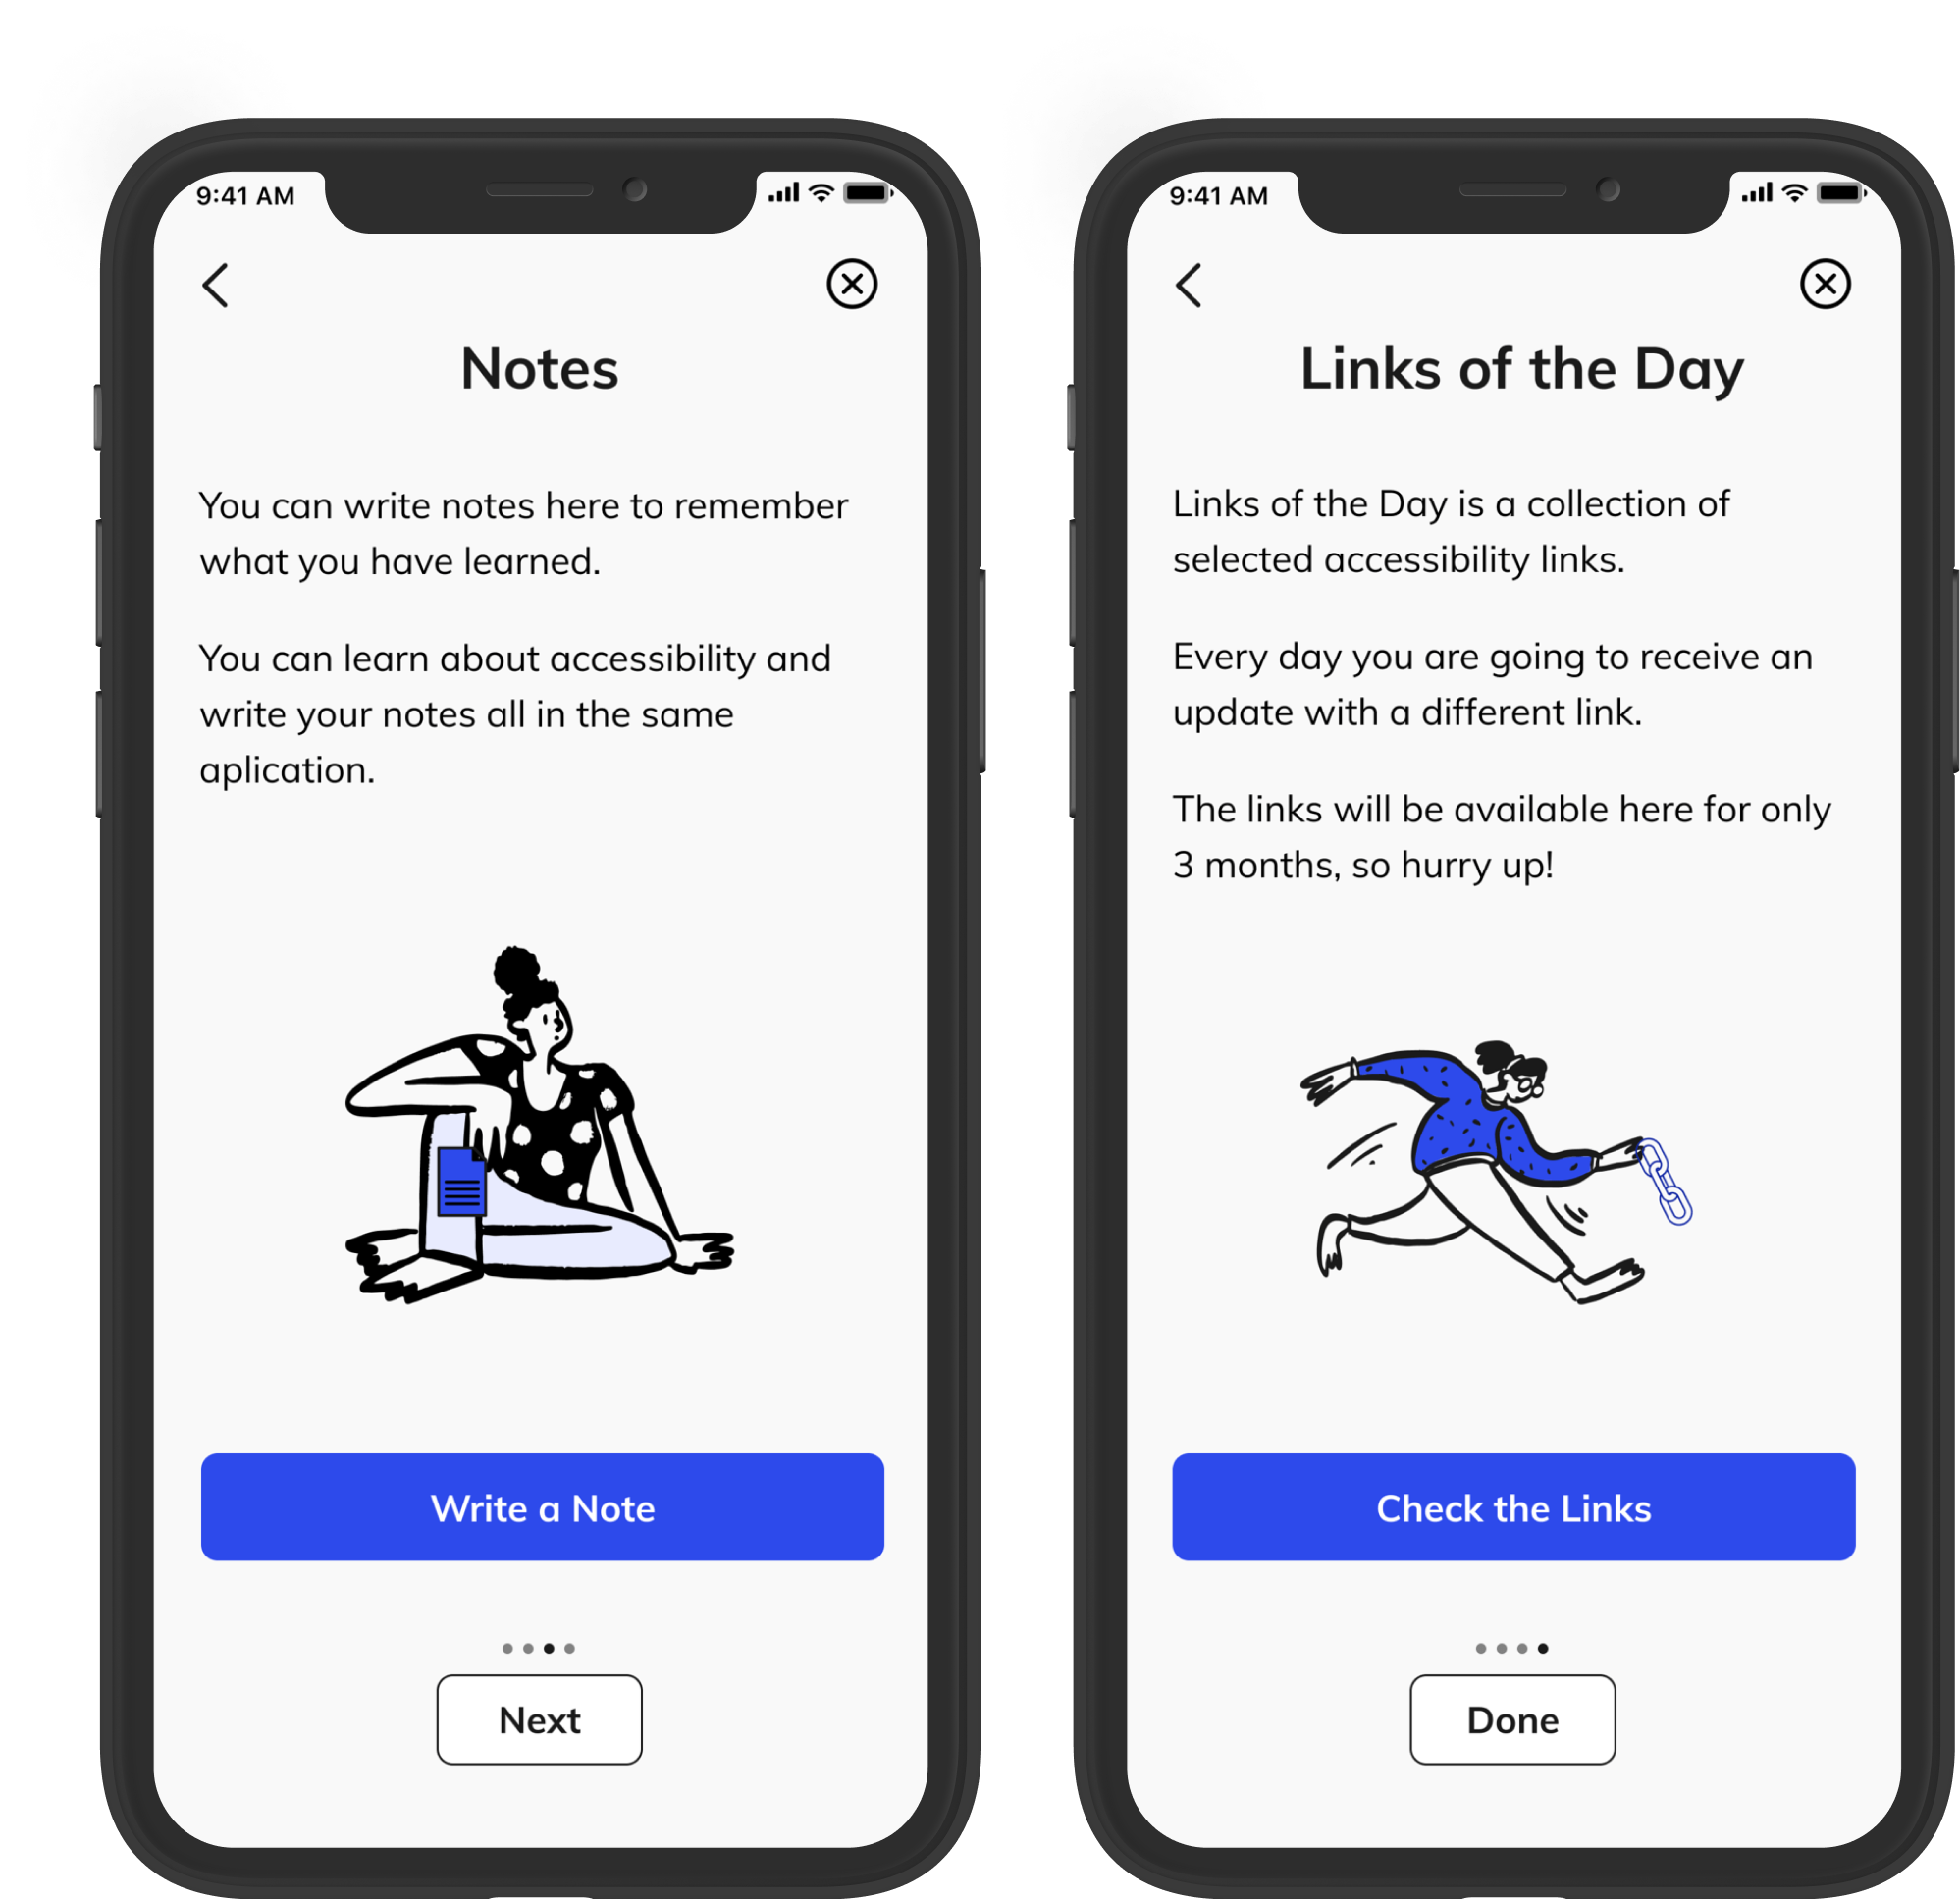 9:41 AM
Notes
You can write notes here to remember
what you have learned.
You can learn about accessibility and
write your notes all in the same
aplication.
Write a Note
Next
9:41 AM
Links of the Day
Links of the Day is a collection of
selected accessibility links.
Every day you are going to receive an
update with a different link.
The links will be available here for only
3 months, so hurry up!
Check the Links
Done